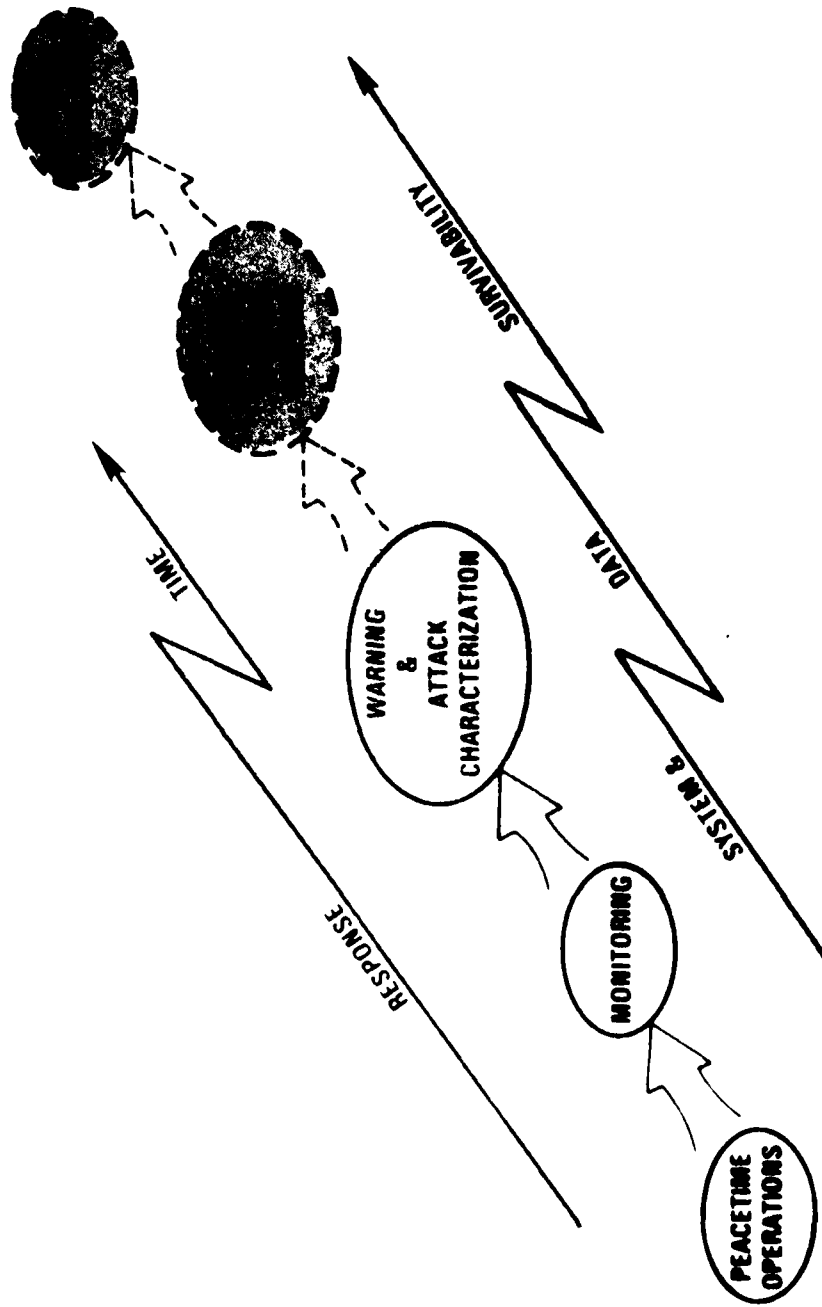 RESPONSE
TIME
PEACETIME
OPERATIONS
MONITORING
WARNING
&
ATTACK
CHARACTERIZATION
SYSTEM &
DATA
SURVIVABILITY